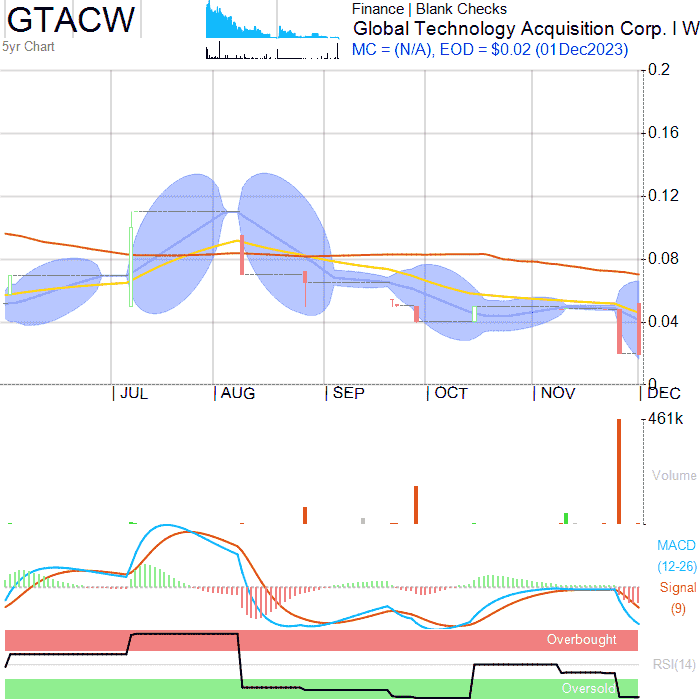 GTACW
5yr Chart
Finance | Blank Checks
Global Technology Acquisition Corp. I W
MC = (N/A), EOD = $0.02 (01Dec2023)
0.2
0.16
0.12
0.08
0.04
0
JUL AUG SEP OCT NOV DEC
461k
Volume
MACD
(12-26)
Signal
(9)
Overbought
RSI(14)
Oversold